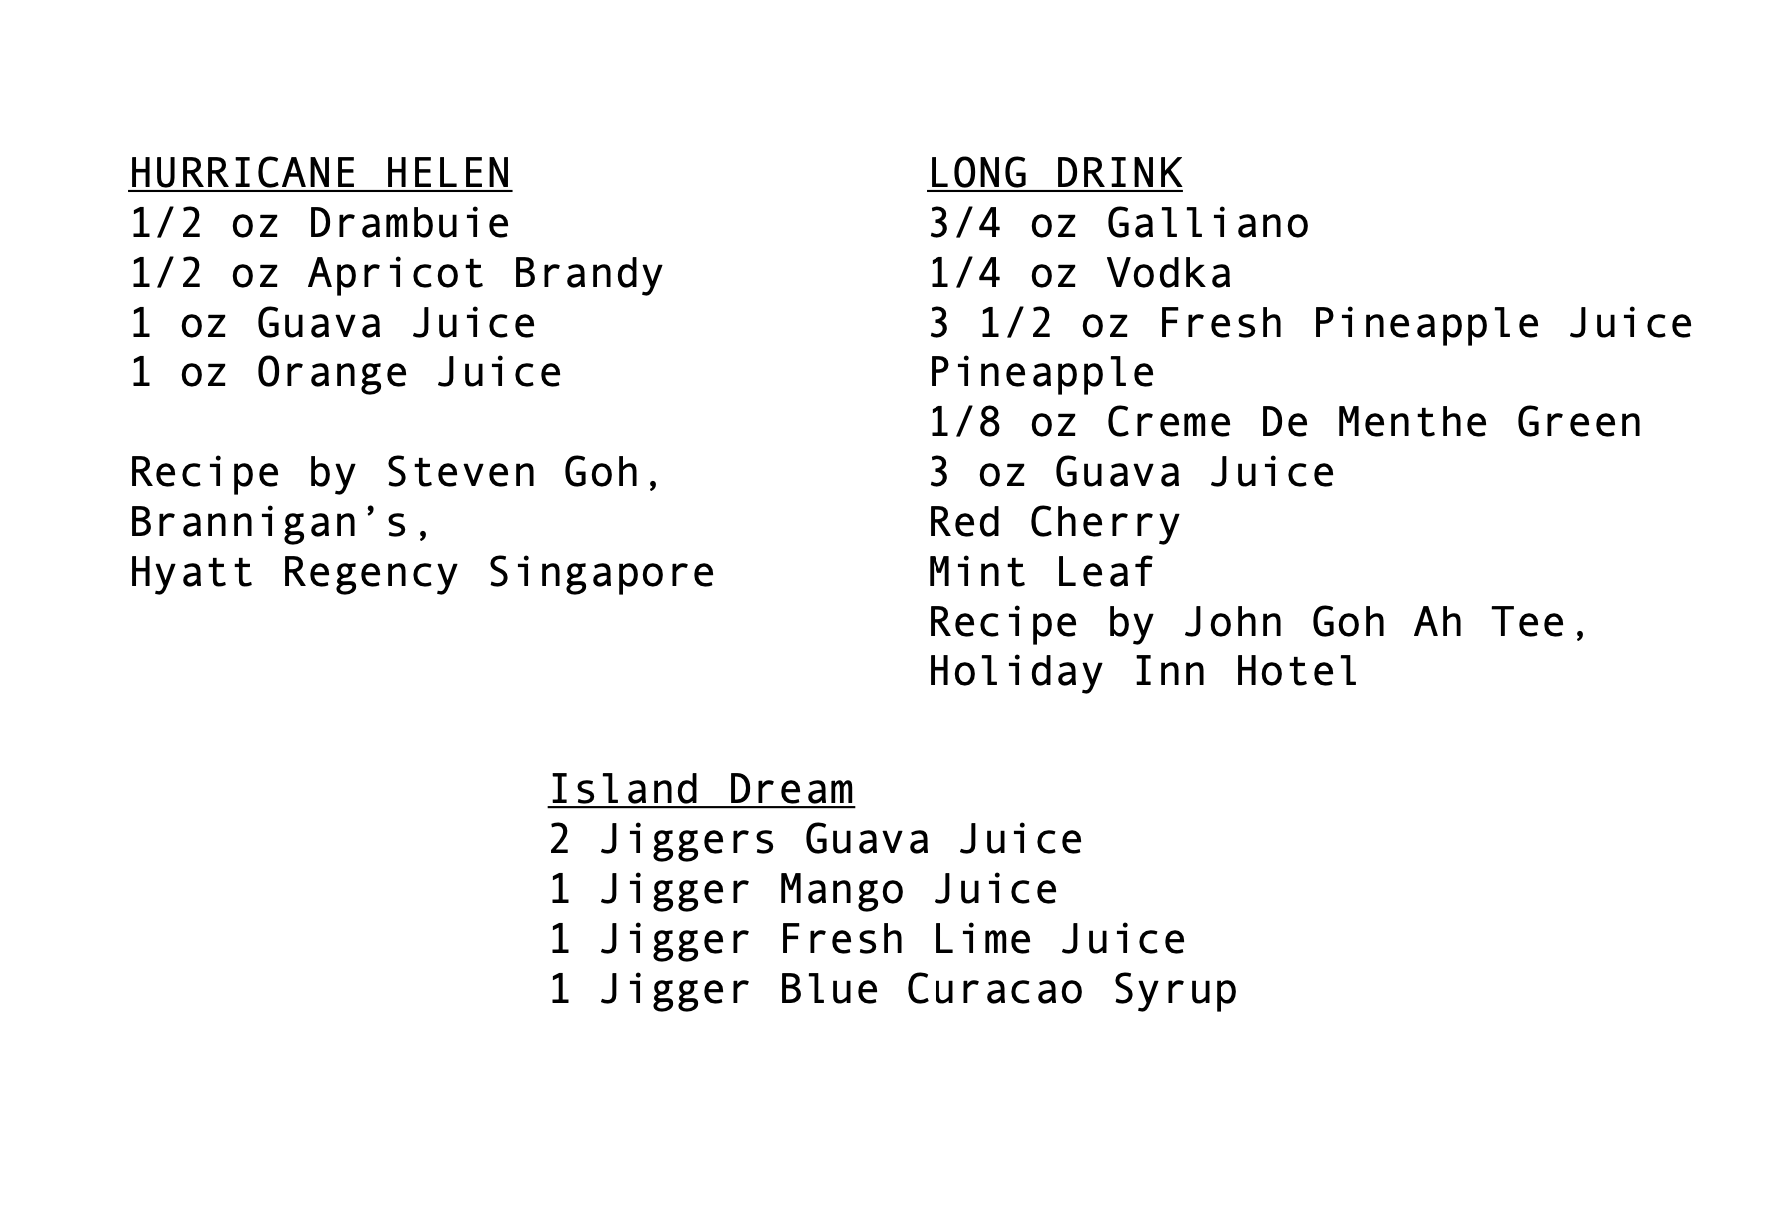 HURRICANE HELEN
1/2 oz Drambuie
1/2 oz Apricot Brandy
1 oz Guava Juice
1 oz Orange Juice
Recipe by Steven Goh,
Brannigan’s,
Hyatt Regency Singapore
LONG DRINK
3/4 oz Galliano
1/4 oz Vodka
3 1/2 oz Fresh Pineapple Juice
Pineapple
1/8 oz Creme De Menthe Green
3 oz Guava Juice
Red Cherry
Mint Leaf
Recipe by John Goh Ah Tee,
Holiday Inn Hotel
Island Dream
2 Jiggers Guava Juice
1 Jigger Mango Juice
1 Jigger Fresh Lime Juice
1 Jigger Blue Curacao Syrup